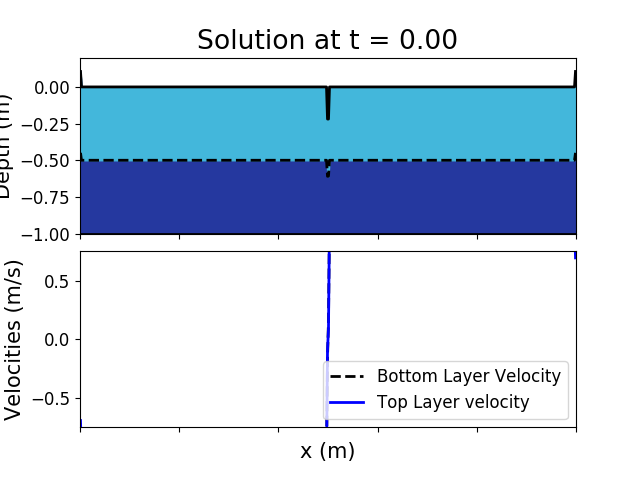 Solution at t = 0.00
Depth (m)
0.00
−0.25
−0.50
−0.75
−1.00
Velocities (m/s)
0.5
0.0
−0.5
Bottom Layer Velocity
Top Layer velocity
x (m)